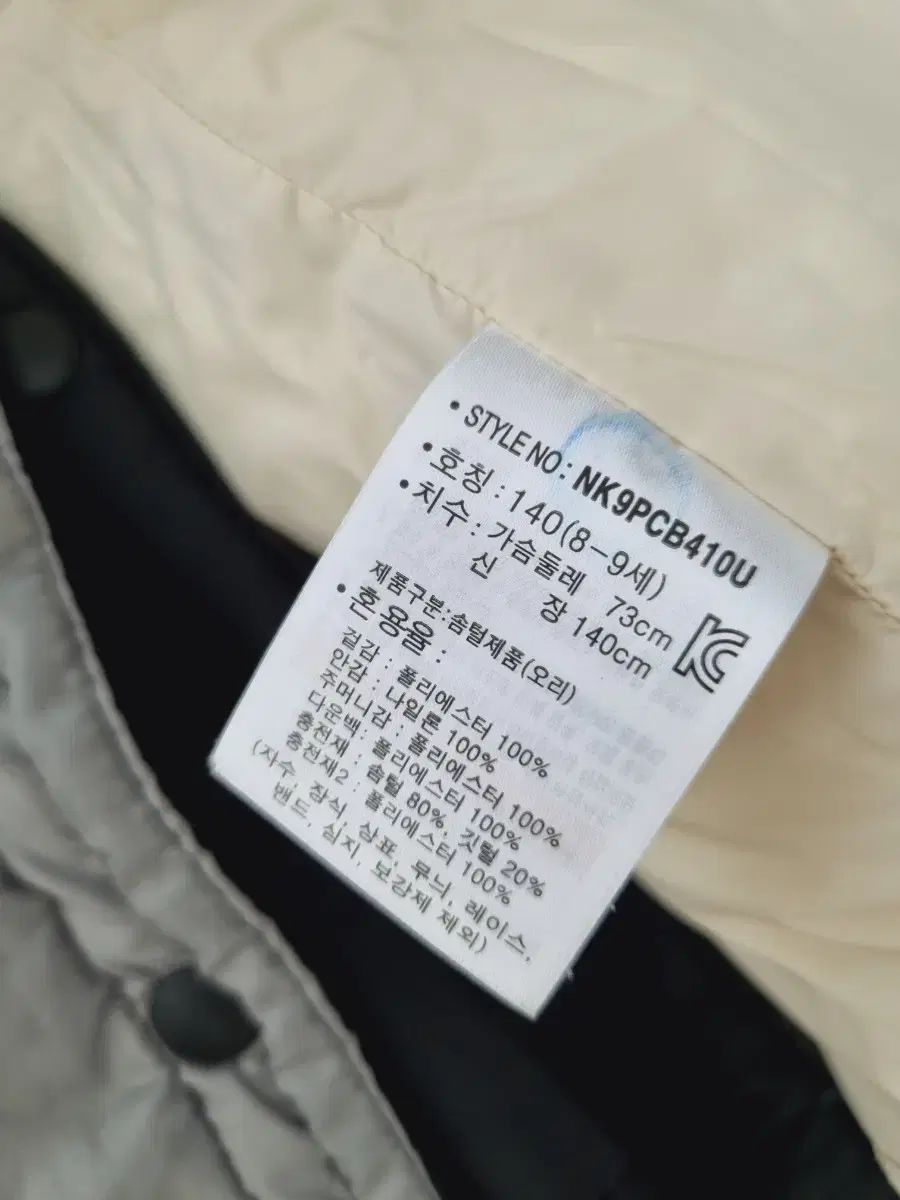 • STYLE NO: NK9PCB410U
• 호칭 : 140(8-9세)
• 치수 : 가슴둘레 73cm
신 장 140cm
제품구분:솜털제품(오리)
• 혼용율 :
겉감 : 폴리에스터 100%
안감 : 나일론 100%
주머니감 : 폴리에스터 100%
다운백 : 폴리에스터 100%
충전재 : 솜털 80%, 깃털 20%
충전재2 : 폴리에스터 100%
(자수, 장식, 상표, 무늬, 레이스,
밴드, 심지, 보강제 제외)